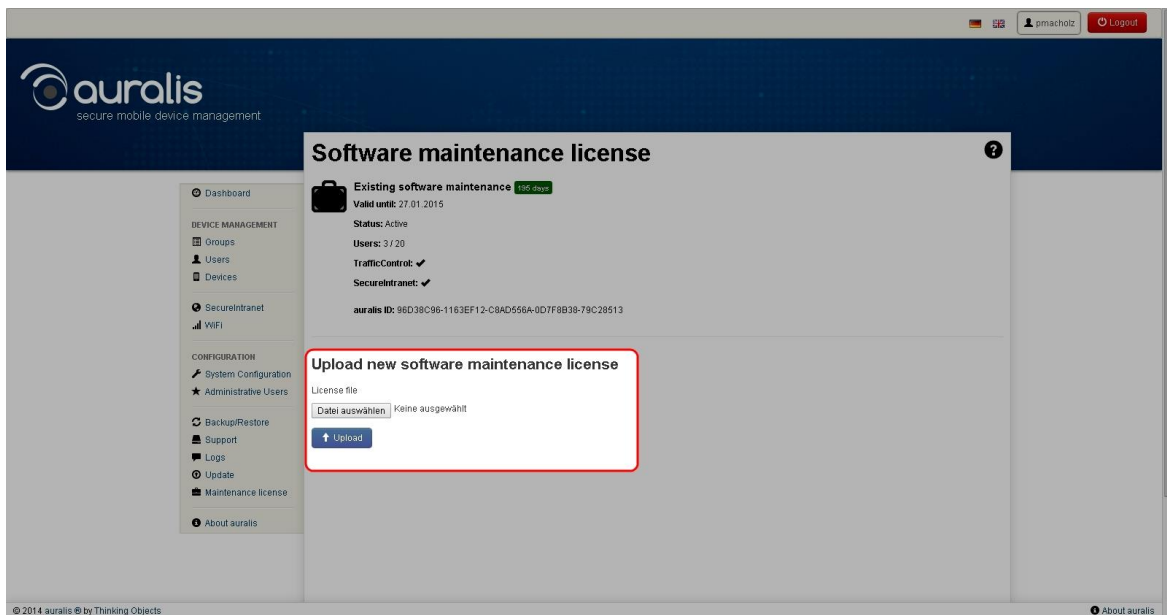 pmacholz
Logout
auralis
secure mobile device management
Software maintenance license
Dashboard
DEVICE MANAGEMENT
Groups
Users
Devices
SecureIntranet
WiFi
CONFIGURATION
System Configuration
Administrative Users
Backup/Restore
Support
Logs
Update
Maintenance license
About auralis
Existing software maintenance 195 days
Valid until: 27.01.2015
Status: Active
Users: 3 / 20
TrafficControl: ✔
SecureIntranet: ✔
auralis ID: 96D38C96-1163EF12-C8AD556A-0D7F8B38-79C28513
Upload new software maintenance license
License file
Datei auswählen Keine ausgewählt
Upload
© 2014 auralis ® by Thinking Objects
About auralis